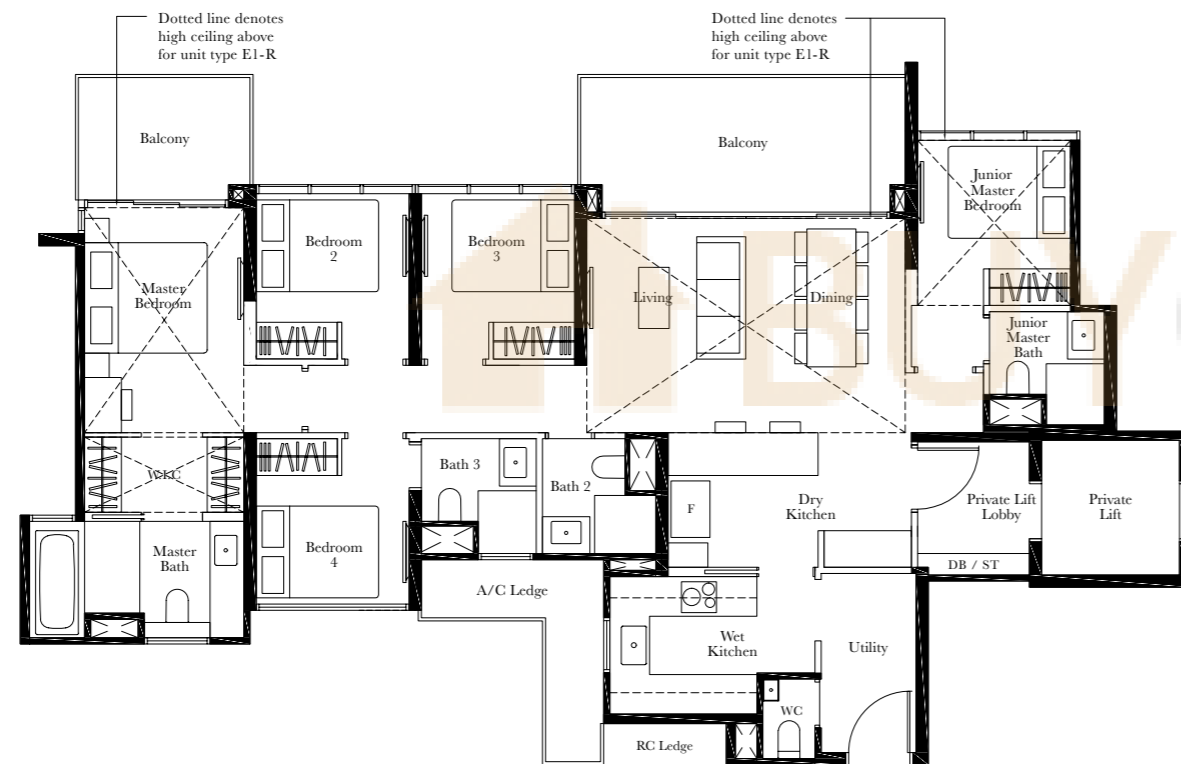 Dotted line denotes
high ceiling above
for unit type E1-R
Dotted line denotes
high ceiling above
for unit type E1-R
Balcony
Balcony
Junior
Master
Bedroom
Bedroom
2
Bedroom
3
Master
Bedroom
Living
Dining
Junior
Master
Bath
BUY
W.I.C
Bath 3
Bath 2
F
Dry
Kitchen
Private Lift
Lobby
Private
Lift
Master
Bath
Bedroom
4
DB / ST
A/C Ledge
Wet
Kitchen
Utility
WC
RC Ledge